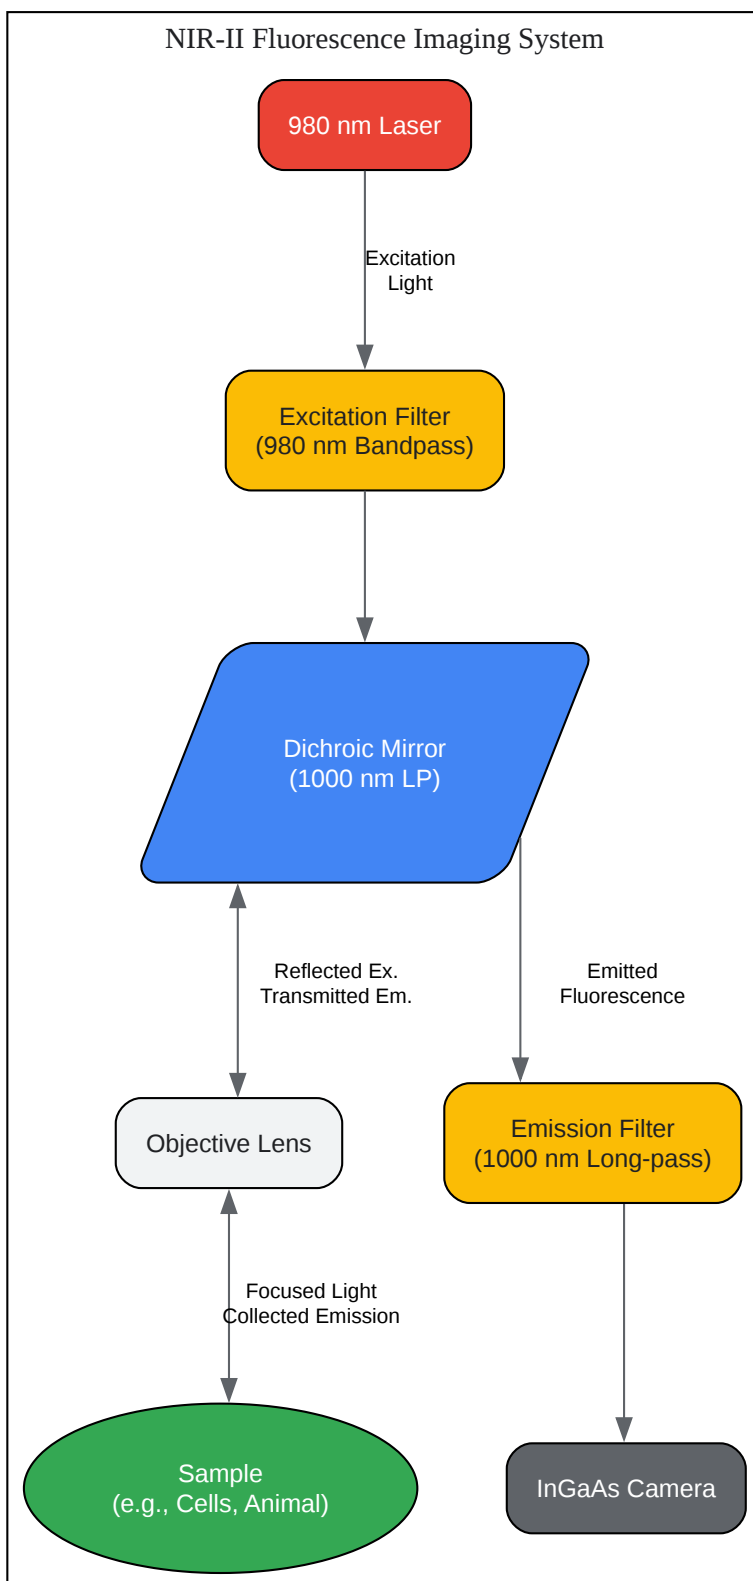 NIR-II Fluorescence Imaging System
980 nm Laser
Excitation
Light
Excitation Filter
(980 nm Bandpass)
Dichroic Mirror
(1000 nm LP)
Reflected Ex.
Transmitted Em.
Emitted
Fluorescence
Objective Lens
Emission Filter
(1000 nm Long-pass)
Focused Light
Collected Emission
Sample
(e.g., Cells, Animal)
InGaAs Camera